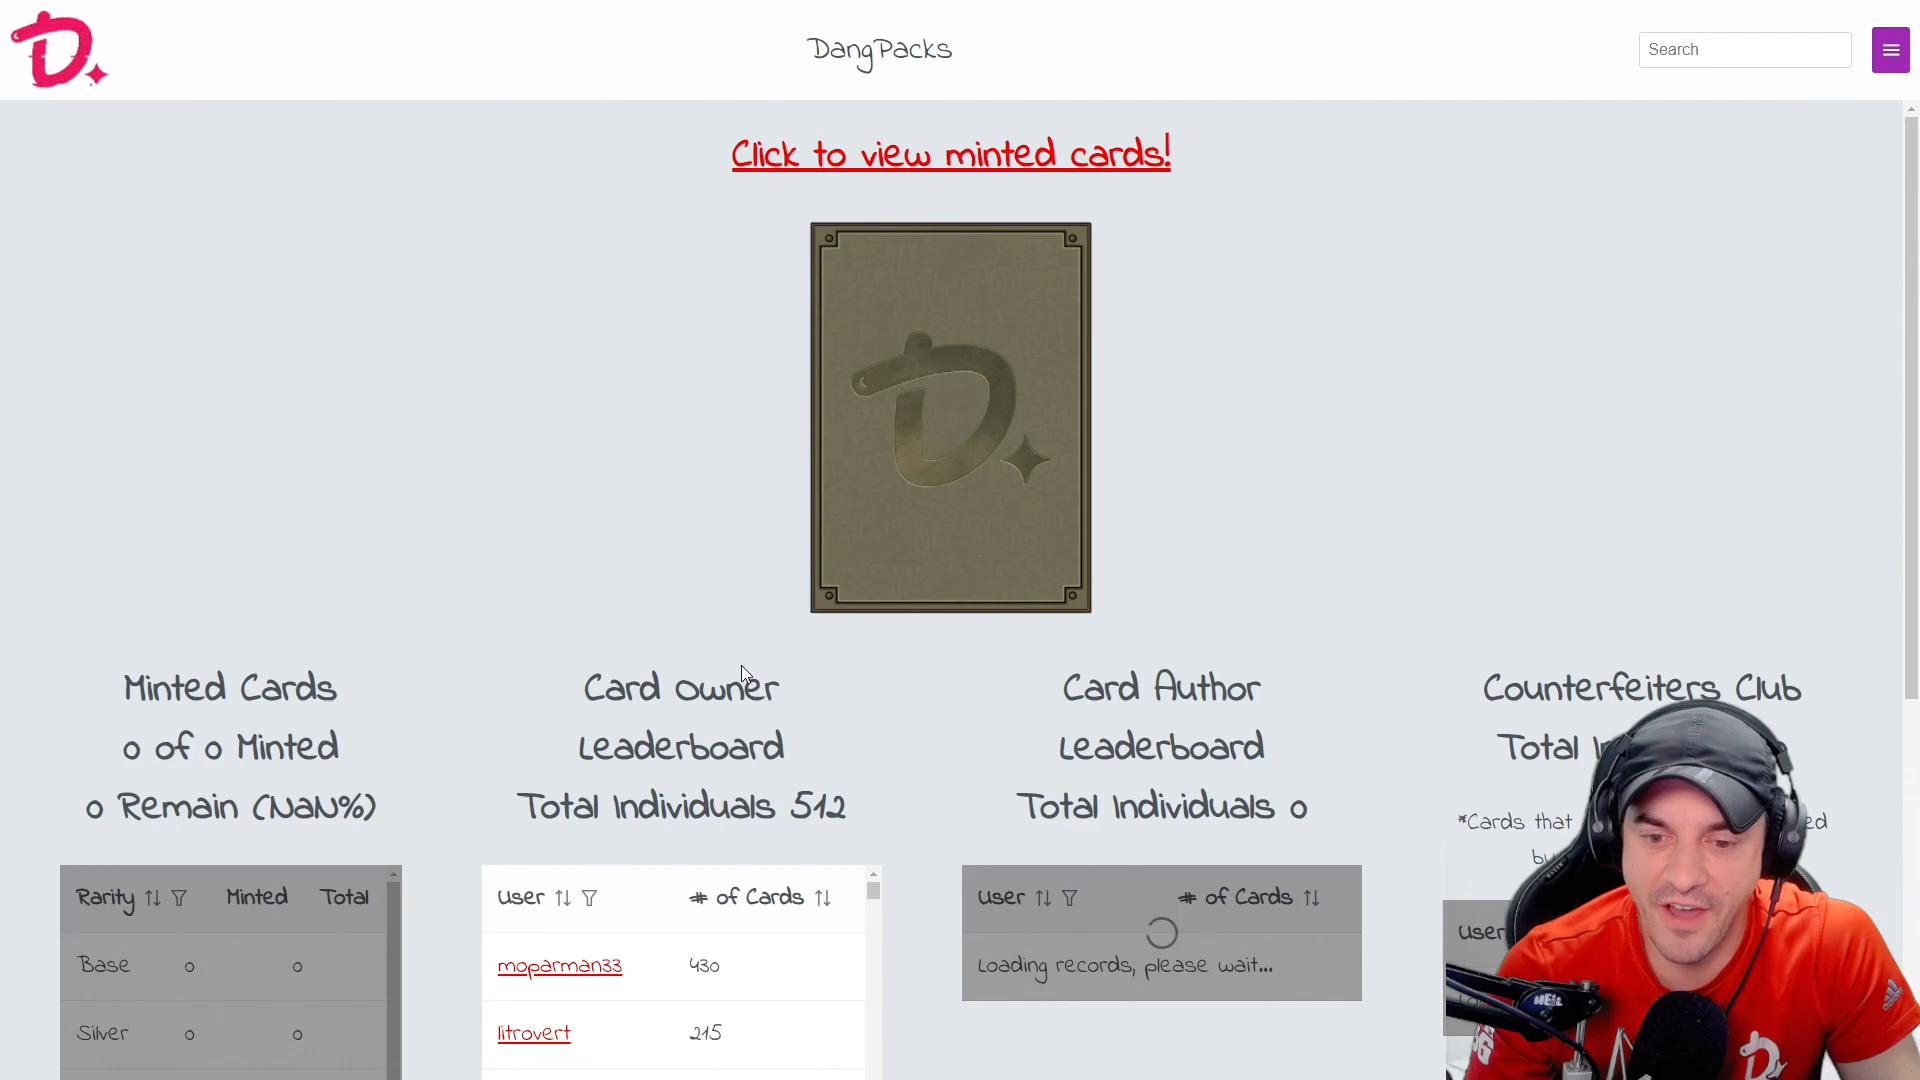 DangPacks
Search
Click to view minted cards!
Minted Cards
0 of 0 Minted
0 Remain (NaN%)
Card Owner
Leaderboard
Total Individuals 512
Card Author
Leaderboard
Total Individuals 0
Counterfeiters Club
Total
*Cards that
Rarity Minted Total
Base 0 0
Silver 0 0
User # of Cards
moparman33 430
litrovert 215
User # of Cards
Loading records, please wait...
User